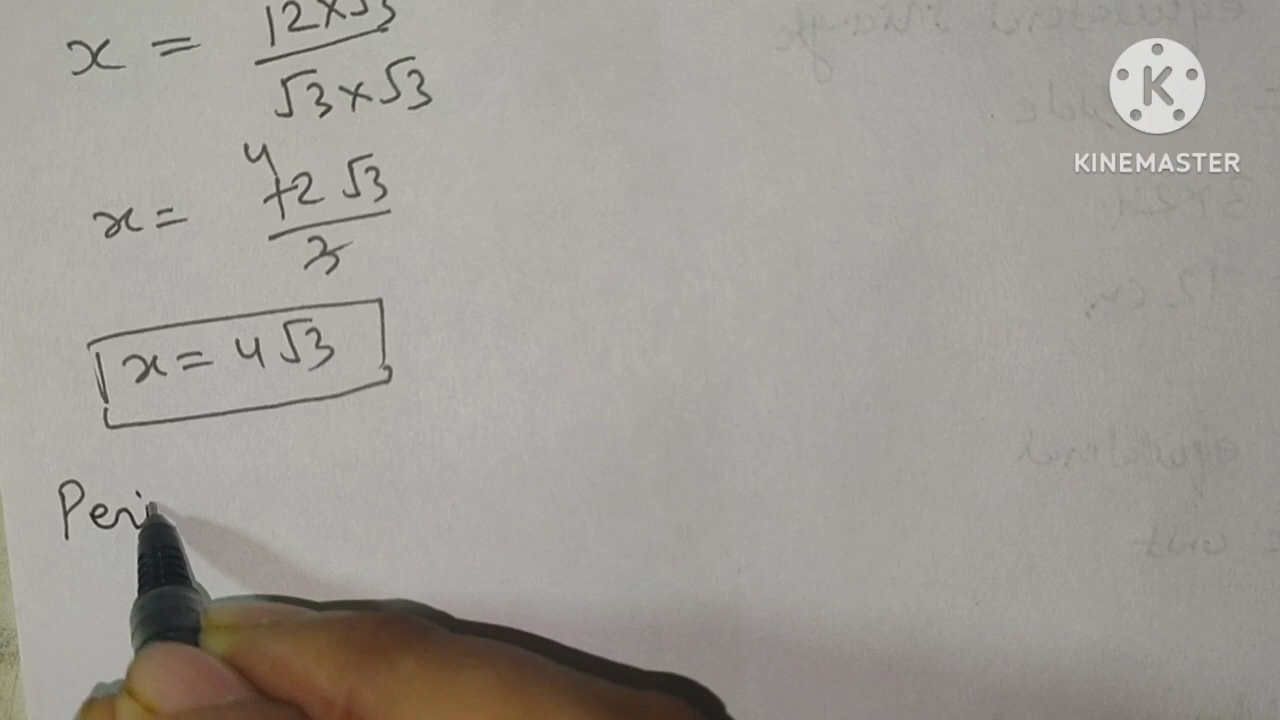 x = 12×√3 / √3×√3
x = 4 12√3 / 3
x = 4√3
Peri
K
KINEMASTER